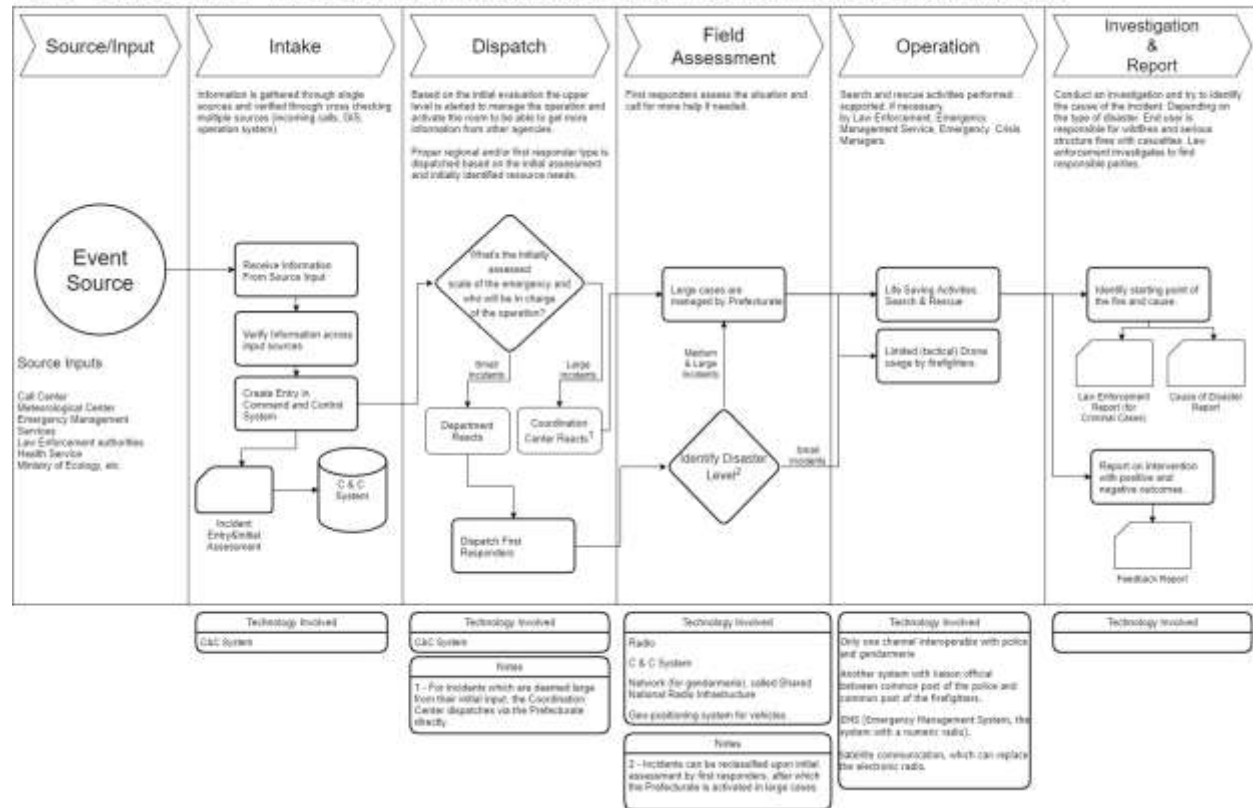 Source/Input
Intake
Dispatch
Field
Assessment
Operation
Investigation
&
Report
Information is gathered through single
sources and verified through cross checking
multiple sources (incoming calls, GIS,
operation system)
Based on the initial evaluation the upper
level is alerted to manage the operation and
activate the room to be able to get more
information from other agencies.
Proper regional and/or first responder type is
dispatched based on the initial assessment
and initially identified resource needs.
First responders assess the situation and
call for more help if needed.
Search and rescue activities performed
supported, if necessary
by Law Enforcement, Emergency
Management Service, Emergency Crisis
Managers.
Conduct an investigation and try to identify
the cause of the incident. Depending on
the type of disaster. End user is
responsible for wildfires and serious
structure fires with casualties. Law
enforcement investigates to find
responsible parties.
Event
Source
Source Inputs
Call Center
Meteorological Center
Emergency Management
Services
Law Enforcement authorities
Health Service
Ministry of Ecology, etc.
Receive Information
From Source Input
Verify Information across
input sources
Create Entry in
Command and Control
System
Incident
Entry&Initial
Assessment
C & C
System
What's the initially
assessed
scale of the emergency and
who will be in charge
of the operation?
Small
Incidents
Large
Incidents
Department
Reacts
Coordination
Center Reacts1
Dispatch First
Responders
Large cases are
managed by Prefecturate
Medium
& Large
Incidents
Identify Disaster
Level2
Small
Incidents
Life Saving Activities
Search & Rescue
Limited (tactical) Drone
usage by firefighters.
Identify starting point of
the fire and cause.
Law Enforcement
Report (for
Criminal Cases)
Cause of Disaster
Report
Report on intervention
with positive and
negative outcomes.
Feedback Report
Technology Involved
C&C System
Technology Involved
C&C System
Notes
1 - For incidents which are deemed large
from their initial input, the Coordination
Center dispatches via the Prefecturate
directly.
Technology Involved
Radio
C & C System
Network (for gendarmerie), called Shared
National Radio Infrastructure
Geo-positioning system for vehicles
Notes
2 - Incidents can be reclassified upon initial
assessment by first responders, after which
the Prefecturate is activated in large cases
Technology Involved
Only one channel interoperable with police
and gendarmerie
Another system with liaison official
between common part of the police and
common part of the firefighters.
EMS (Emergency Management System, the
system with a numeric radio).
Satellite communication, which can replace
the electronic radio.
Technology Involved